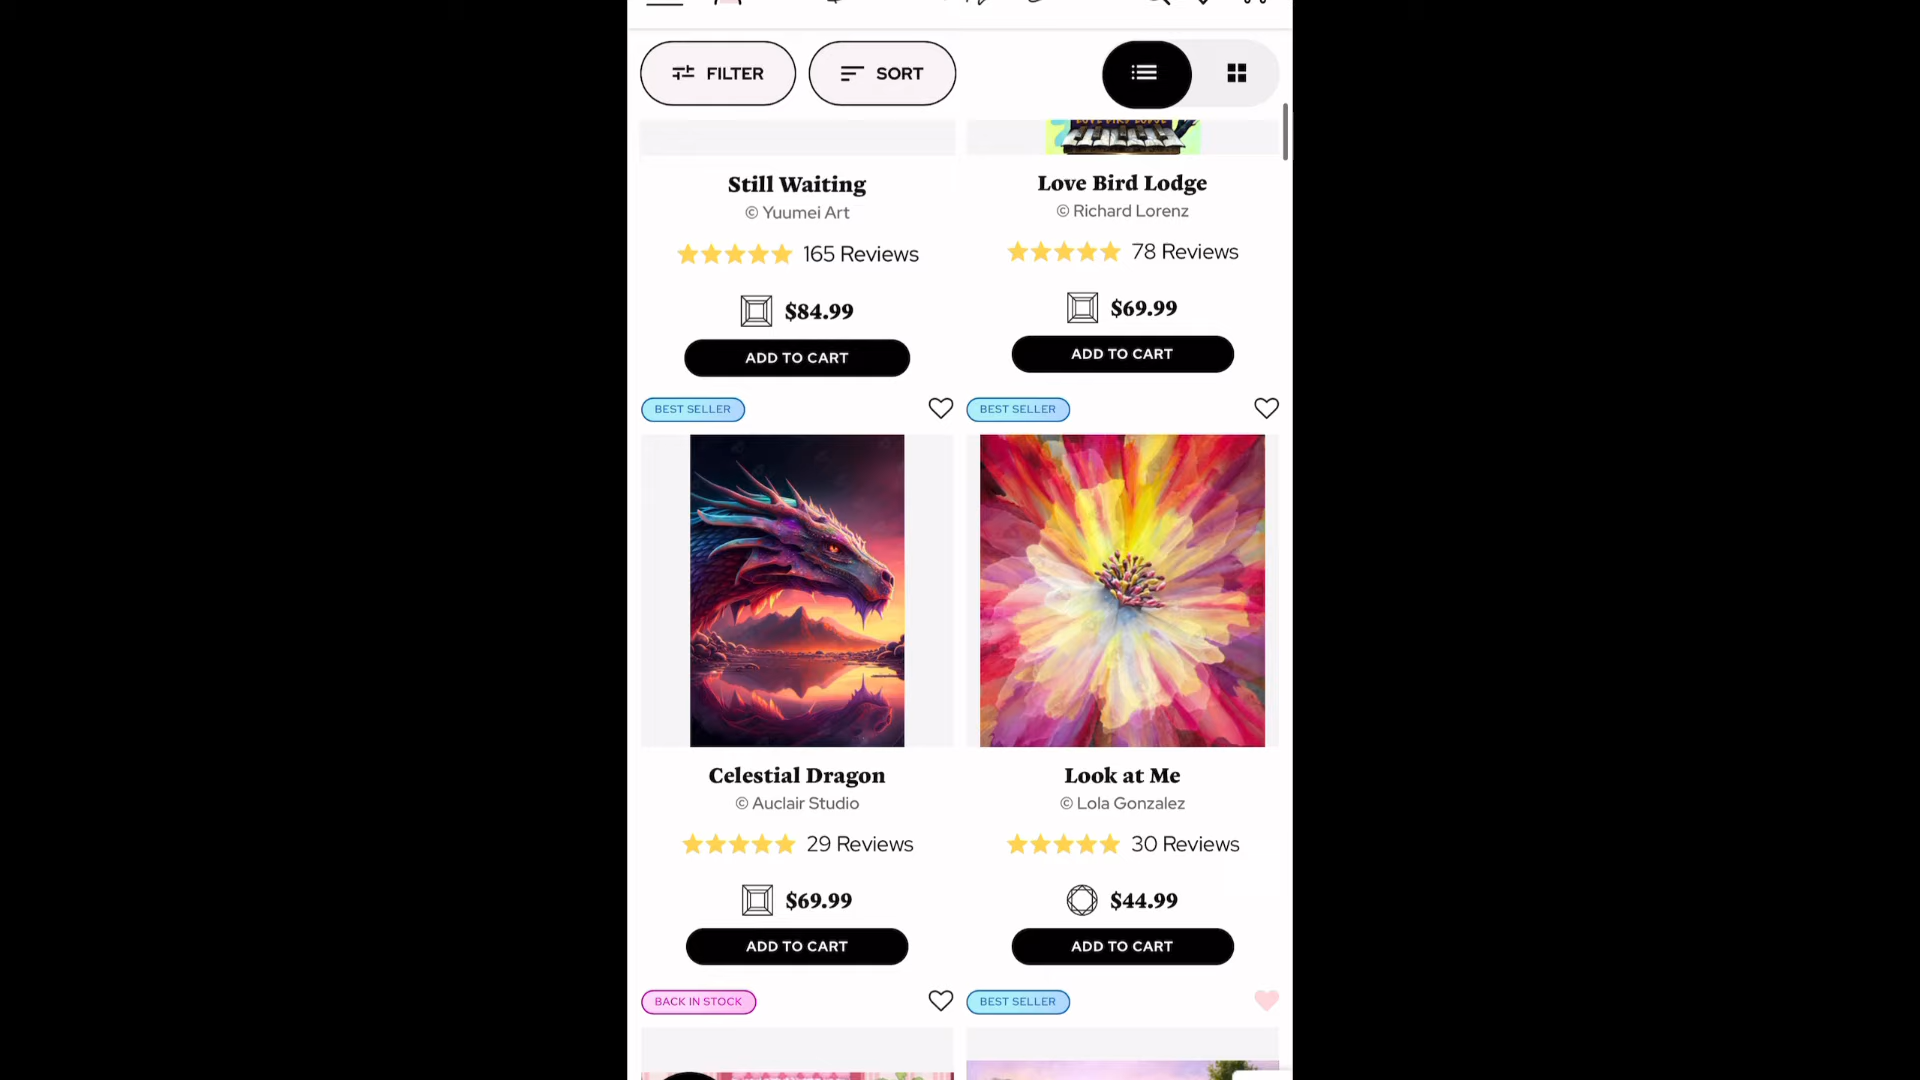 FILTER
SORT
LOVE BIRD LODGE
Still Waiting
© Yuumei Art
165 Reviews
$84.99
ADD TO CART
Love Bird Lodge
© Richard Lorenz
78 Reviews
$69.99
ADD TO CART
BEST SELLER
BEST SELLER
Celestial Dragon
© Auclair Studio
29 Reviews
$69.99
ADD TO CART
Look at Me
© Lola Gonzalez
30 Reviews
$44.99
ADD TO CART
BACK IN STOCK
BEST SELLER